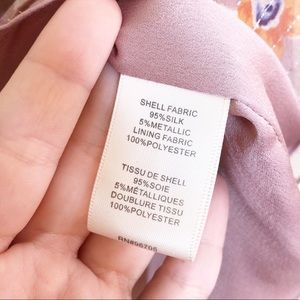 SHELL FABRIC
95%SILK
5%METALLIC
LINING FABRIC
100%POLYESTER
TISSU DE SHELL
95%SOIE
5%MÉTALLIQUES
DOUBLURE TISSU
100%POLYESTER